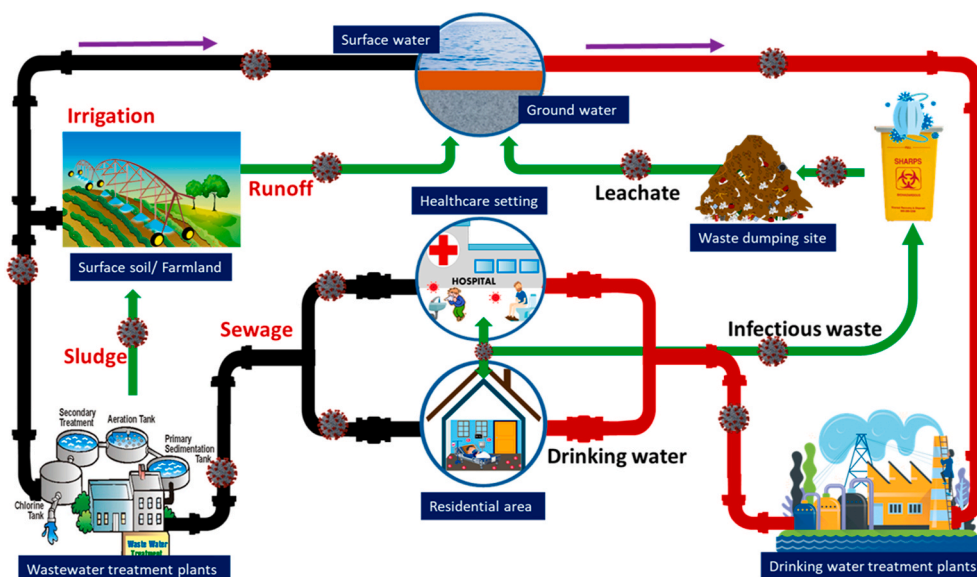 Surface water
Ground water
Irrigation
Runoff
Leachate
SHARPS
Healthcare setting
Waste dumping site
Surface soil/ Farmland
HOSPITAL
Sewage
Infectious waste
Sludge
Secondary
Treatment
Aeration Tank
Primary
Sedimentation
Tank
Drinking water
Chlorine
Tank
Residential area
Waste Water
Treatment
Wastewater treatment plants
Drinking water treatment plants